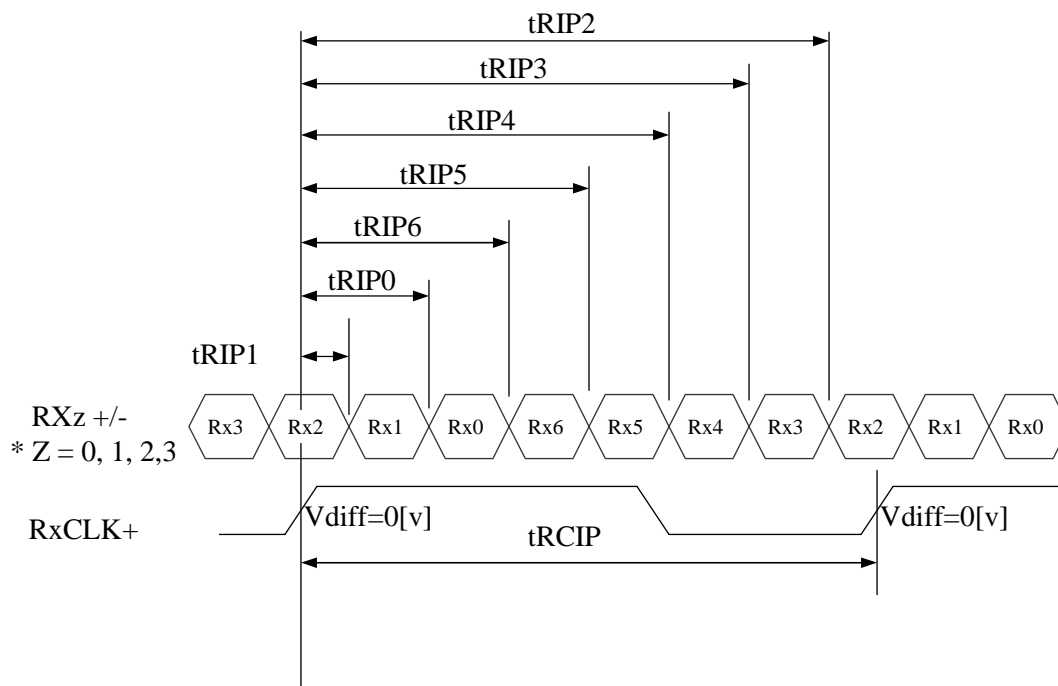 tRIP2
tRIP3
tRIP4
tRIP5
tRIP6
tRIP0
tRIP1
RXz +/-
* Z = 0, 1, 2,3
Rx3 Rx2 Rx1 Rx0 Rx6 Rx5 Rx4 Rx3 Rx2 Rx1 Rx0
RxCLK+
Vdiff=0[v] Vdiff=0[v]
tRCIP